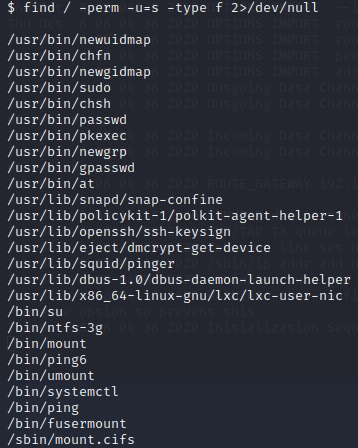 $ find / -perm -u=s -type f 2>/dev/null
/usr/bin/newuidmap
/usr/bin/chfn
/usr/bin/newgidmap
/usr/bin/sudo
/usr/bin/chsh
/usr/bin/passwd
/usr/bin/pkexec
/usr/bin/newgrp
/usr/bin/gpasswd
/usr/bin/at
/usr/lib/snapd/snap-confine
/usr/lib/policykit-1/polkit-agent-helper-1
/usr/lib/openssh/ssh-keysign
/usr/lib/eject/dmcrypt-get-device
/usr/lib/squid/pinger
/usr/lib/dbus-1.0/dbus-daemon-launch-helper
/usr/lib/x86_64-linux-gnu/lxc/lxc-user-nic
/bin/su
/bin/ntfs-3g
/bin/mount
/bin/ping6
/bin/umount
/bin/systemctl
/bin/ping
/bin/fusermount
/sbin/mount.cifs